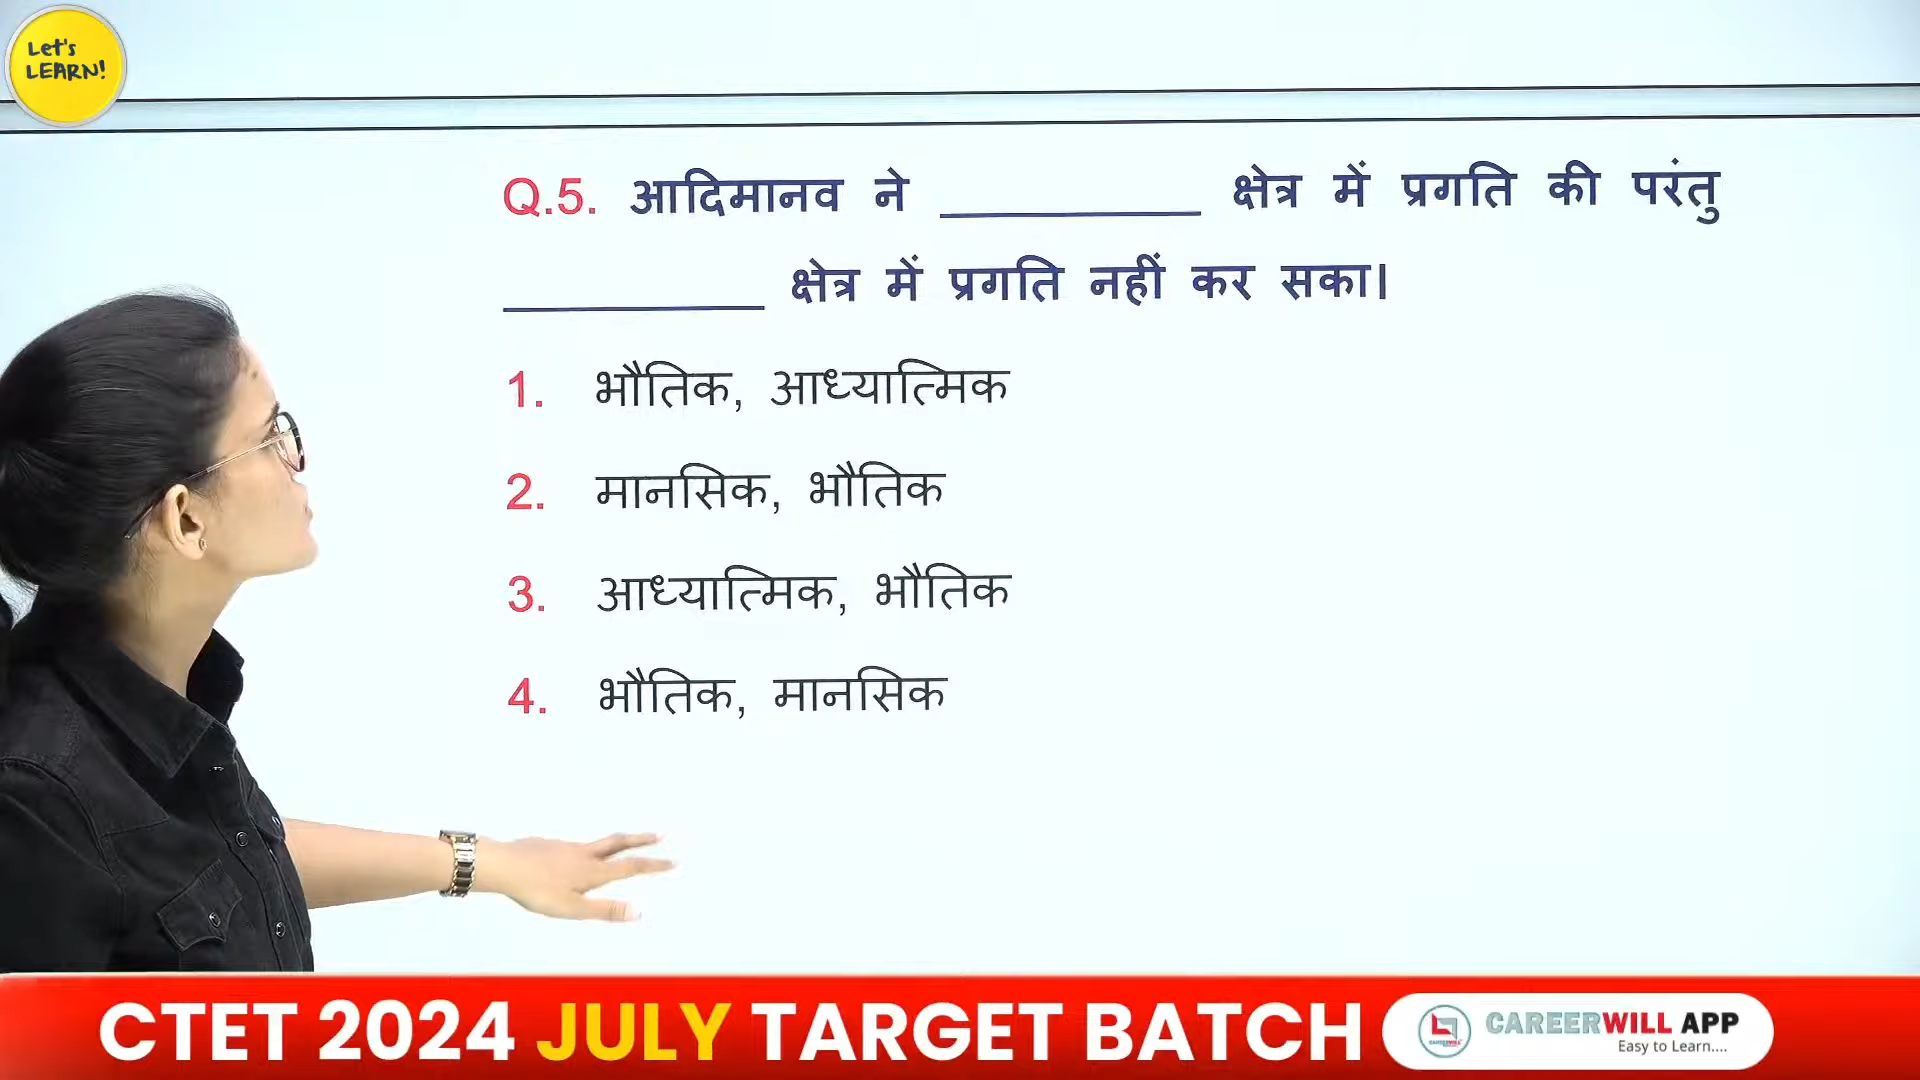 Let's
LEARN!
Q.5. आदिमानव ने __________ क्षेत्र में प्रगति की परंतु
__________ क्षेत्र में प्रगति नहीं कर सका।
1. भौतिक, आध्यात्मिक
2. मानसिक, भौतिक
3. आध्यात्मिक, भौतिक
4. भौतिक, मानसिक
CTET 2024 JULY TARGET BATCH
CAREERWILL APP
Easy to Learn....